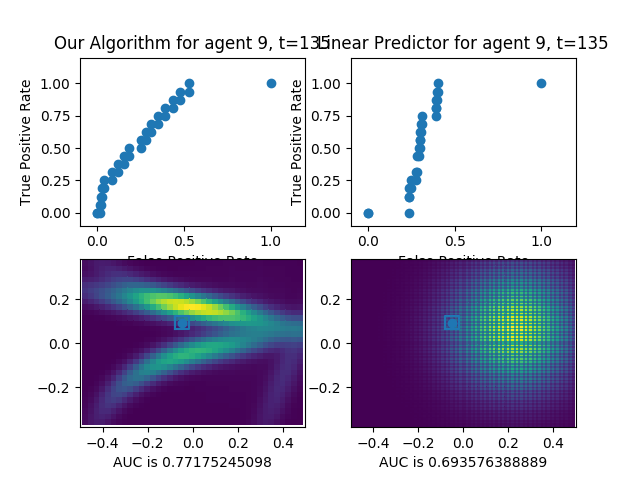 Our Algorithm for agent 9, t=135
Linear Predictor for agent 9, t=135
True Positive Rate
1.00
0.75
0.50
0.25
0.00
0.0 0.5 1.0
False Positive Rate
True Positive Rate
1.00
0.75
0.50
0.25
0.00
0.0 0.5 1.0
False Positive Rate
0.2
0.0
−0.2
−0.4 −0.2 0.0 0.2 0.4
AUC is 0.77175245098
0.2
0.0
−0.2
−0.4 −0.2 0.0 0.2 0.4
AUC is 0.693576388889